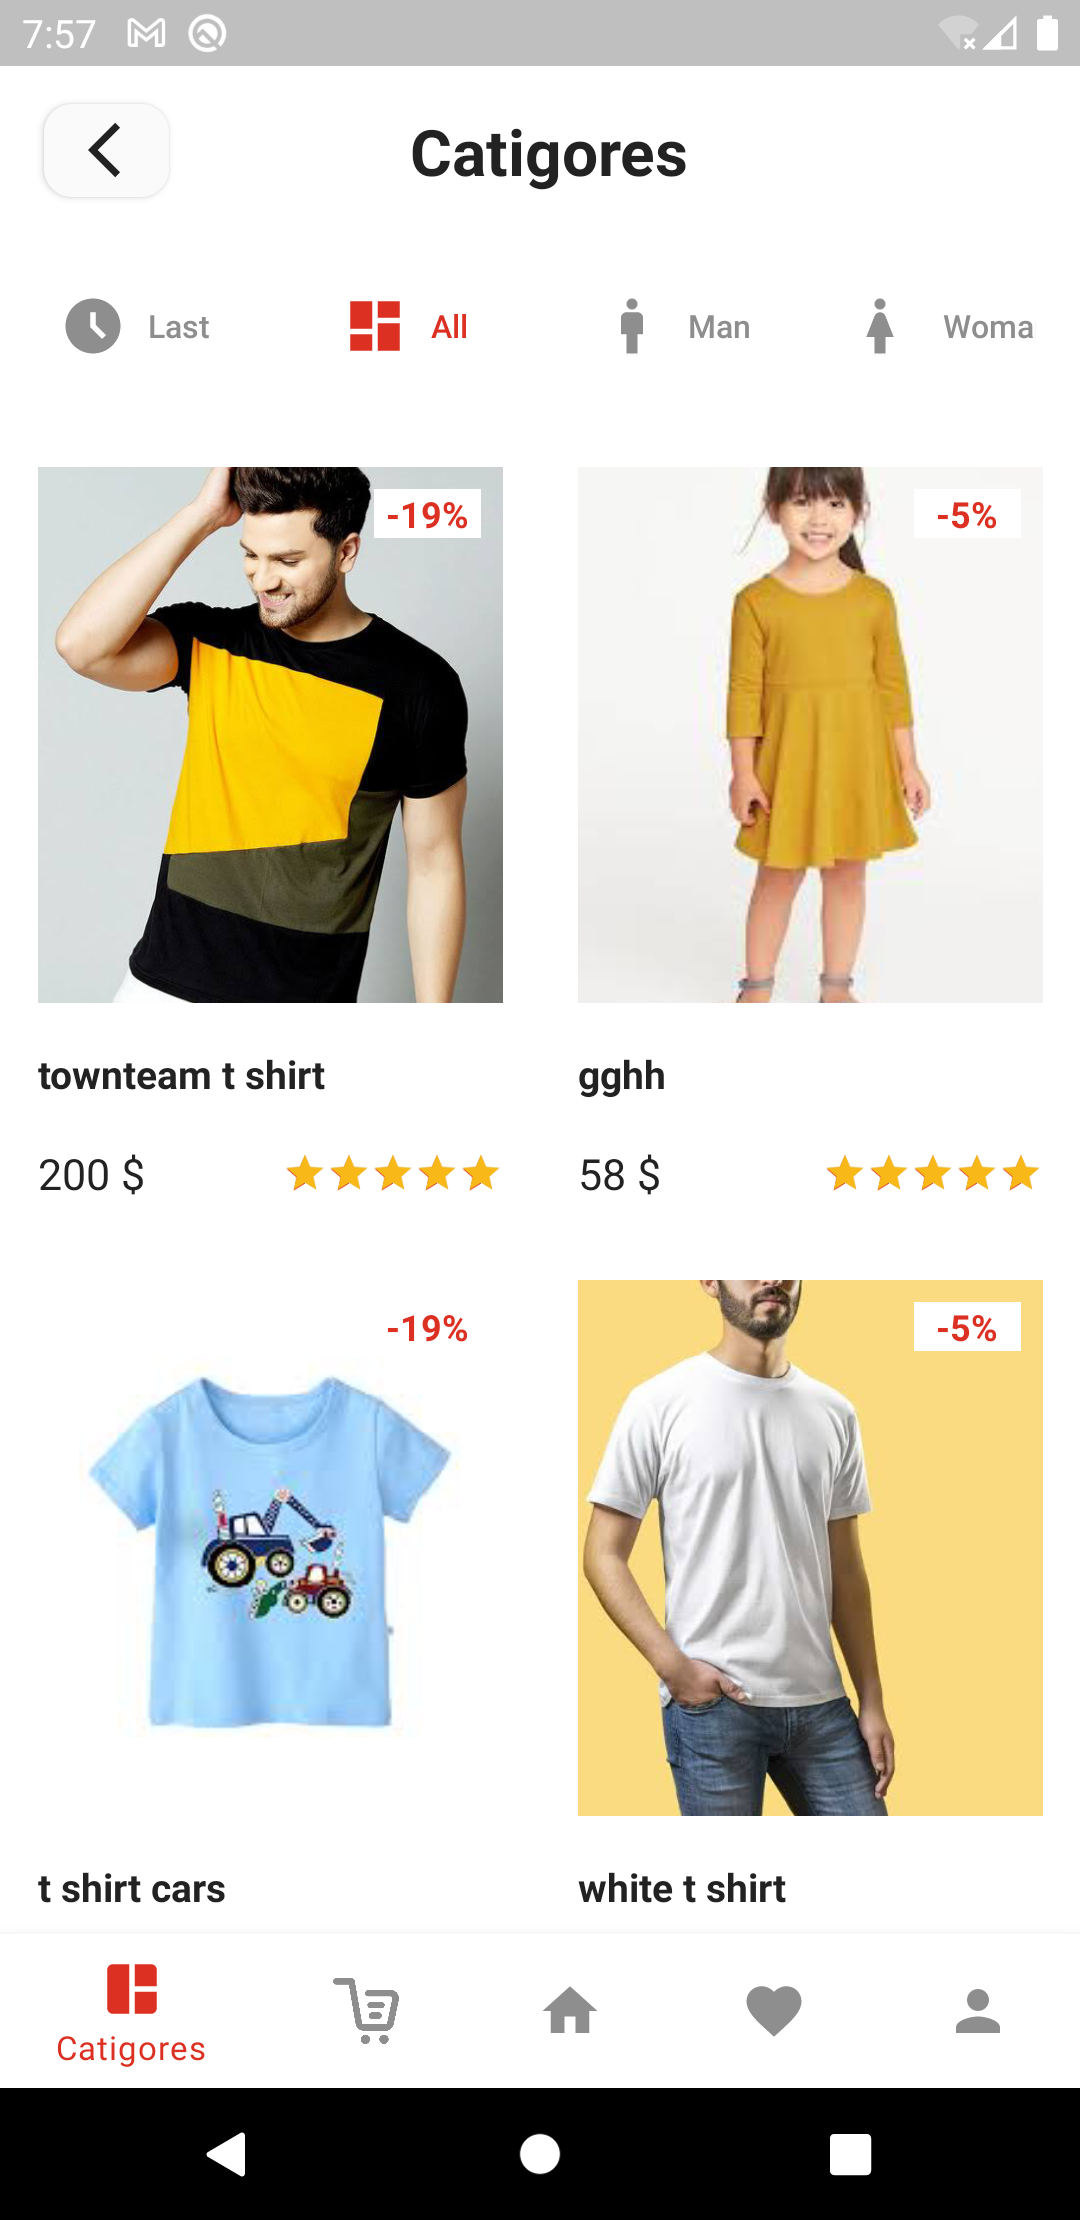 7:57
Catigores
Last All Man Woma
-19% -5%
townteam t shirt gghh
200 $ 58 $
-19% -5%
t shirt cars white t shirt
Catigores